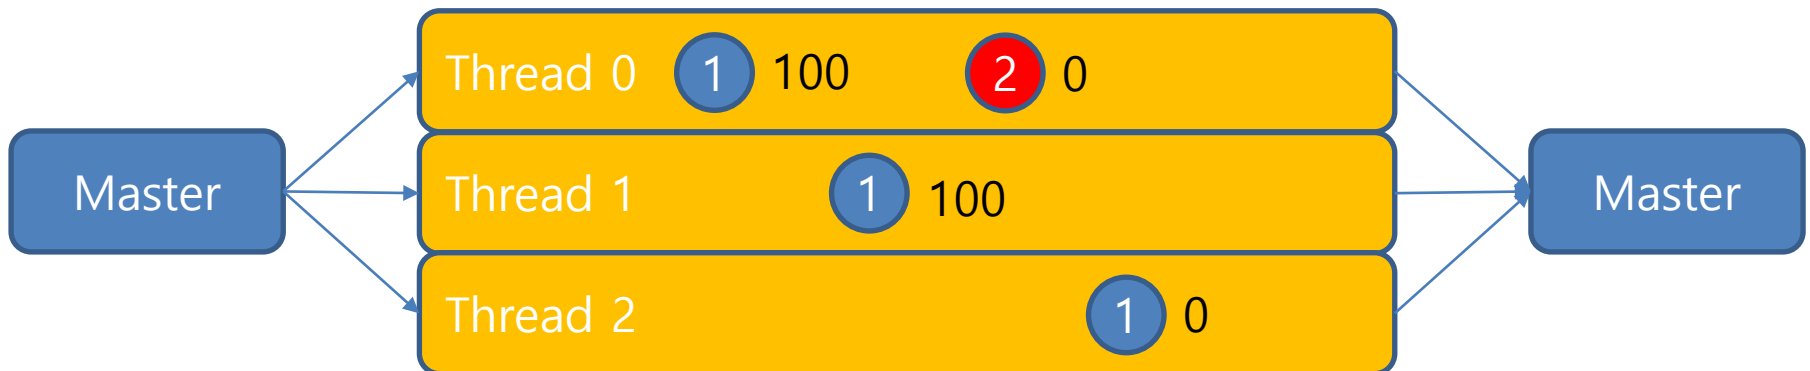 Thread 0 1 100 2 0
Master
Thread 1 1 100
Master
Thread 2 1 0